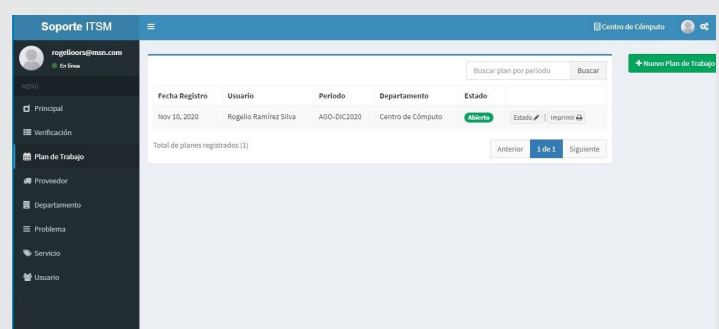 Soporte ITSM
Centro de Cómputo
rogelioors@msn.com
En línea
MENÚ
Principal
Verificación
Plan de Trabajo
Proveedor
Departamento
Problema
Servicio
Usuario
Buscar plan por periodo Buscar
Nuevo Plan de Trabajo
Fecha Registro Usuario Periodo Departamento Estado
Nov 10, 2020 Rogelio Ramírez Silva AGO-DIC2020 Centro de Cómputo Abierto Estado | Imprimir
Total de planes registrados (1)
Anterior 1 de 1 Siguiente